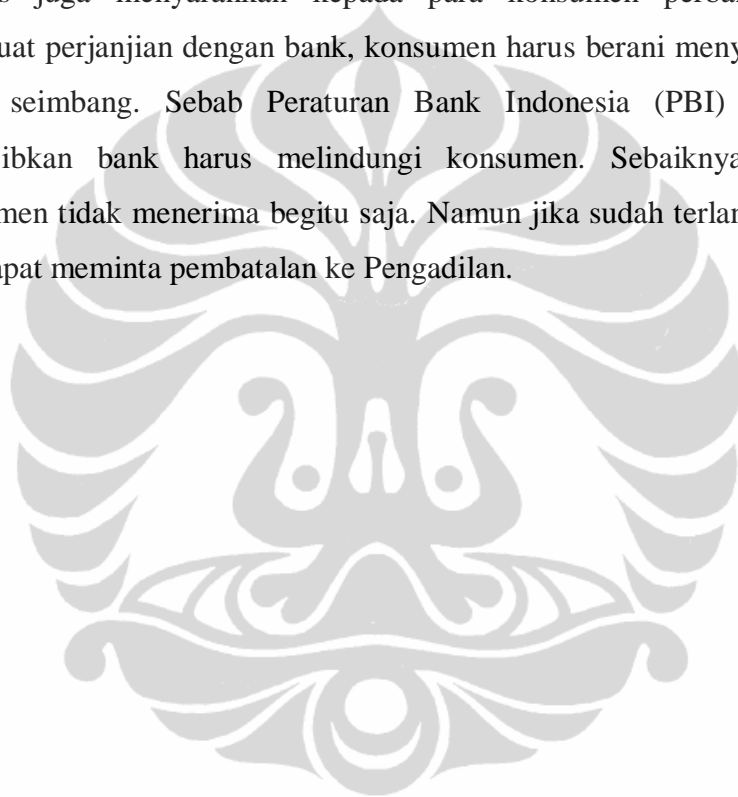 s juga menyarankan kepada para konsumen perba
uat perjanjian dengan bank, konsumen harus berani meny
seimbang. Sebab Peraturan Bank Indonesia (PBI)
ibkan bank harus melindungi konsumen. Sebaiknya
men tidak menerima begitu saja. Namun jika sudah terlan
apat meminta pembatalan ke Pengadilan.